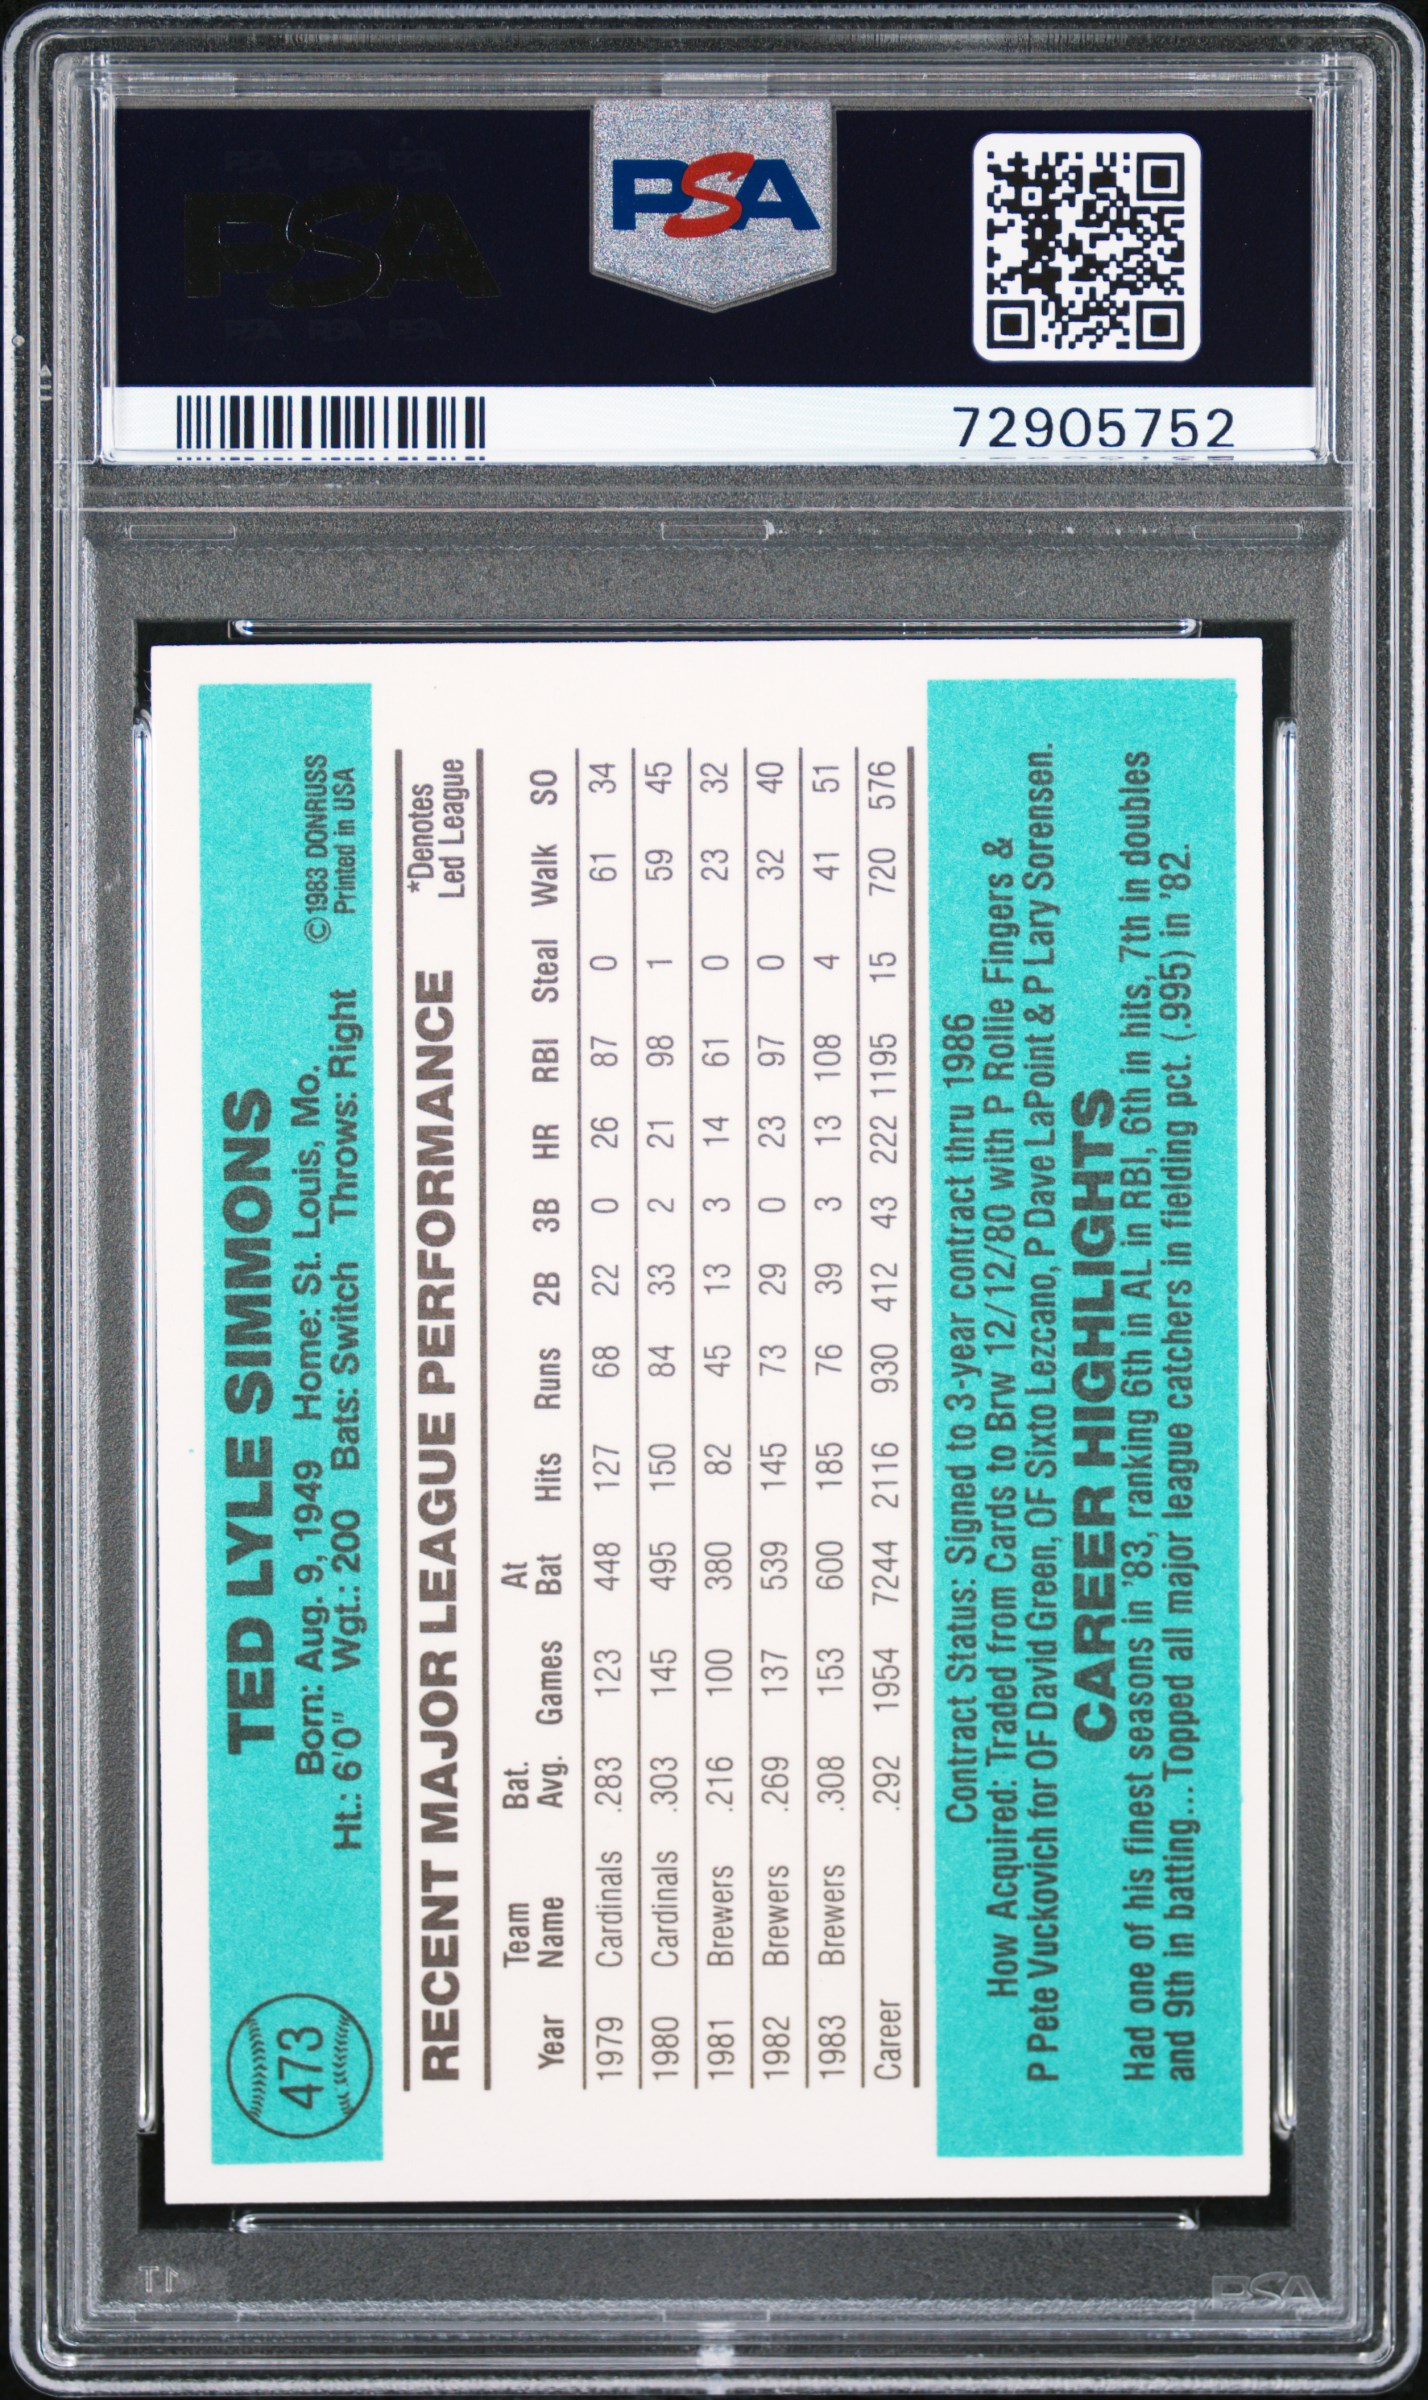 PSA
PSA
72905752
473
TED LYLE SIMMONS
Born: Aug. 9, 1949 Home: St. Louis, Mo. ©1983 DONRUSS
Ht.: 6'0" Wgt.: 200 Bats: Switch Throws: Right Printed in USA
RECENT MAJOR LEAGUE PERFORMANCE *Denotes Led League
Year Team Name Bat. Avg. Games At Bat Hits Runs 2B 3B HR RBI Steal Walk SO
1979 Cardinals .283 123 448 127 68 22 0 26 87 0 61 34
1980 Cardinals .303 145 495 150 84 33 2 21 98 1 59 45
1981 Brewers .216 100 380 82 45 13 3 14 61 0 23 32
1982 Brewers .269 137 539 145 73 29 0 23 97 0 32 40
1983 Brewers .308 153 600 185 76 39 3 13 108 4 41 51
Career .292 1954 7244 2116 930 412 43 222 1195 15 720 576
Contract Status: Signed to 3-year contract thru 1986
How Acquired: Traded from Cards to Brw 12/12/80 with P Rollie Fingers &
P Pete Vuckovich for OF David Green, OF Sixto Lezcano, P Dave LaPoint & P Lary Sorensen.
CAREER HIGHLIGHTS
Had one of his finest seasons in '83, ranking 6th in AL in RBI, 6th in hits, 7th in doubles
and 9th in batting...Topped all major league catchers in fielding pct. (.995) in '82.
PSA